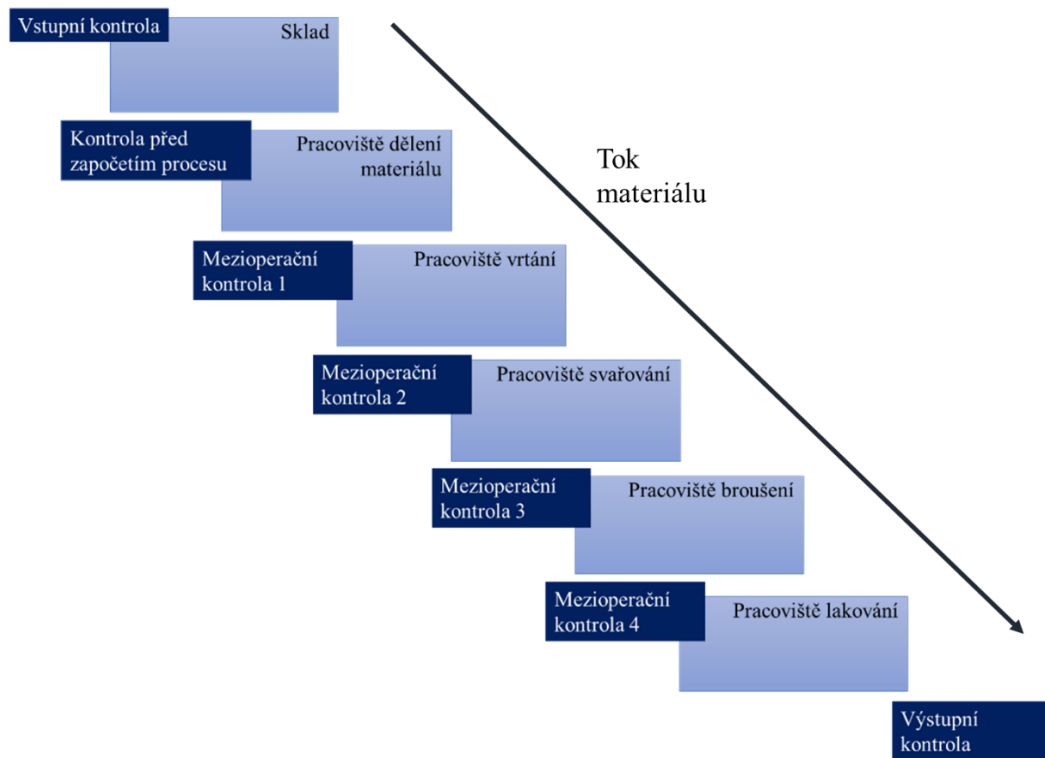 Vstupní kontrola
Sklad
Kontrola před
započetím procesu
Pracoviště dělení
materiálu
Tok
materiálu
Mezioperační
kontrola 1
Pracoviště vrtání
Mezioperační
kontrola 2
Pracoviště svařování
Mezioperační
kontrola 3
Pracoviště broušení
Mezioperační
kontrola 4
Pracoviště lakování
Výstupní
kontrola